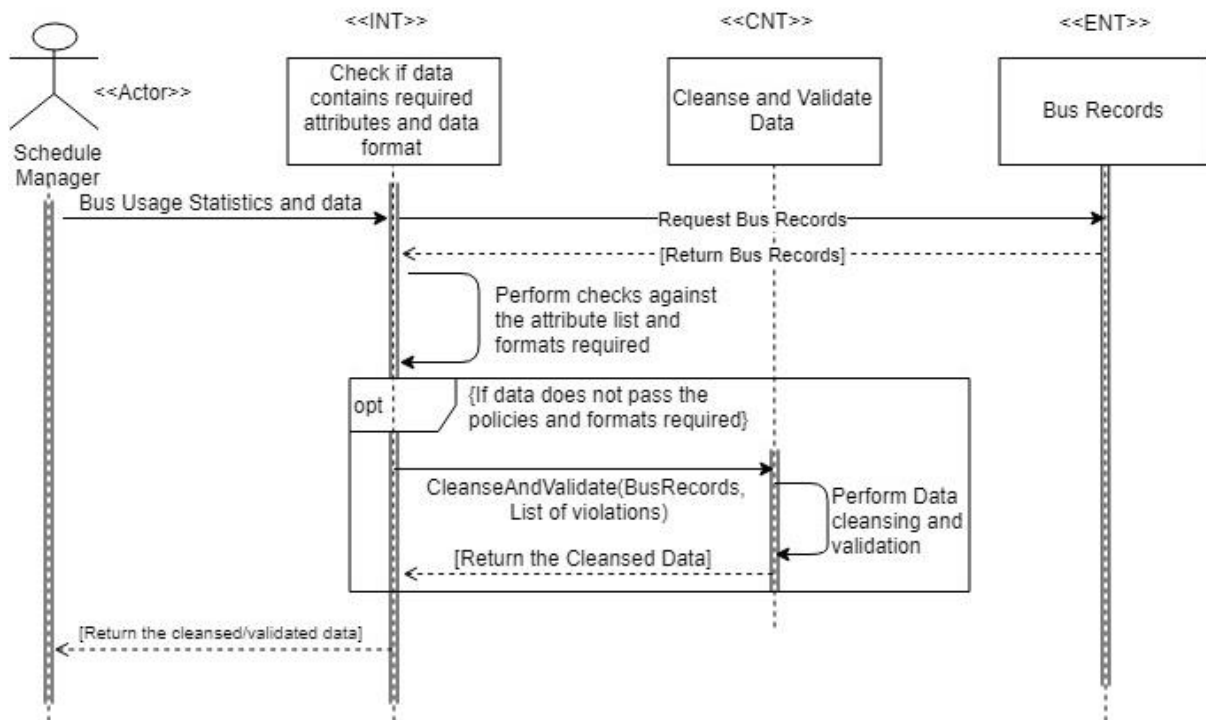 <<INT>>
<<CNT>>
<<ENT>>
<<Actor>>
Schedule
Manager
Check if data
contains required
attributes and data
format
Cleanse and Validate
Data
Bus Records
Bus Usage Statistics and data
Request Bus Records
[Return Bus Records]
Perform checks against
the attribute list and
formats required
opt
{If data does not pass the
policies and formats required}
CleanseAndValidate(BusRecords,
List of violations)
Perform Data
cleansing and
validation
[Return the Cleansed Data]
[Return the cleansed/validated data]